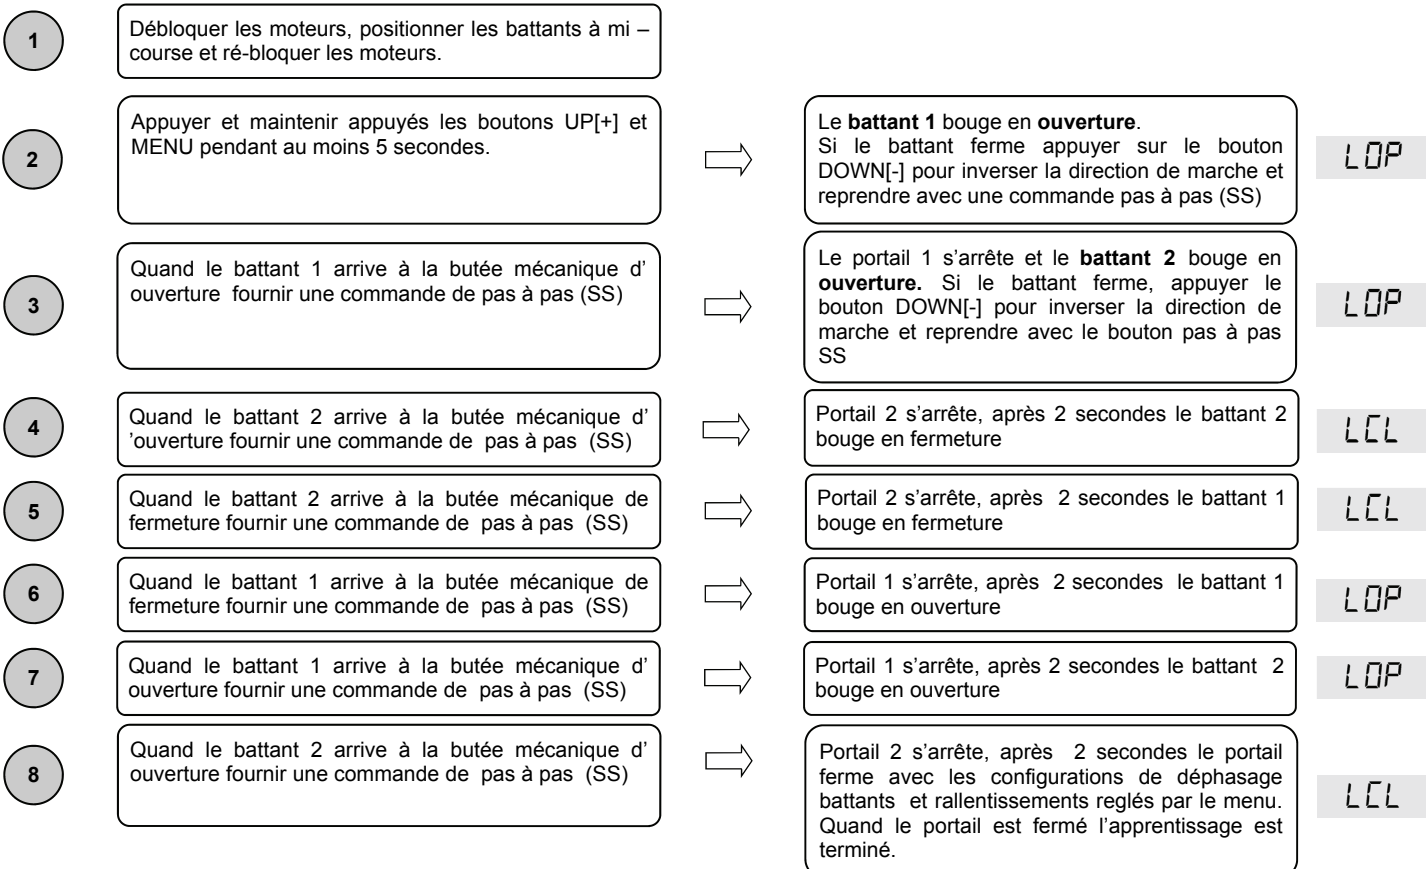 1
Débloquer les moteurs, positionner les battants à mi –
course et ré-bloquer les moteurs.
2
Appuyer et maintenir appuyés les boutons UP[+] et
MENU pendant au moins 5 secondes.
Le battant 1 bouge en ouverture.
Si le battant ferme appuyer sur le bouton
DOWN[-] pour inverser la direction de marche et
reprendre avec une commande pas à pas (SS)
LOP
3
Quand le battant 1 arrive à la butée mécanique d’
ouverture fournir une commande de pas à pas (SS)
Le portail 1 s’arrête et le battant 2 bouge en
ouverture. Si le battant ferme, appuyer le
bouton DOWN[-] pour inverser la direction de
marche et reprendre avec le bouton pas à pas
SS
LOP
4
Quand le battant 2 arrive à la butée mécanique d’
’ouverture fournir une commande de pas à pas (SS)
Portail 2 s’arrête, après 2 secondes le battant 2
bouge en fermeture
LCL
5
Quand le battant 2 arrive à la butée mécanique de
fermeture fournir une commande de pas à pas (SS)
Portail 2 s’arrête, après 2 secondes le battant 1
bouge en fermeture
LCL
6
Quand le battant 1 arrive à la butée mécanique de
fermeture fournir une commande de pas à pas (SS)
Portail 1 s’arrête, après 2 secondes le battant 1
bouge en ouverture
LOP
7
Quand le battant 1 arrive à la butée mécanique d’
ouverture fournir une commande de pas à pas (SS)
Portail 1 s’arrête, après 2 secondes le battant 2
bouge en ouverture
LOP
8
Quand le battant 2 arrive à la butée mécanique d’
ouverture fournir une commande de pas à pas (SS)
Portail 2 s’arrête, après 2 secondes le portail
ferme avec les configurations de déphasage
battants et rallentissements reglés par le menu.
Quand le portail est fermé l’apprentissage est
terminé.
LCL